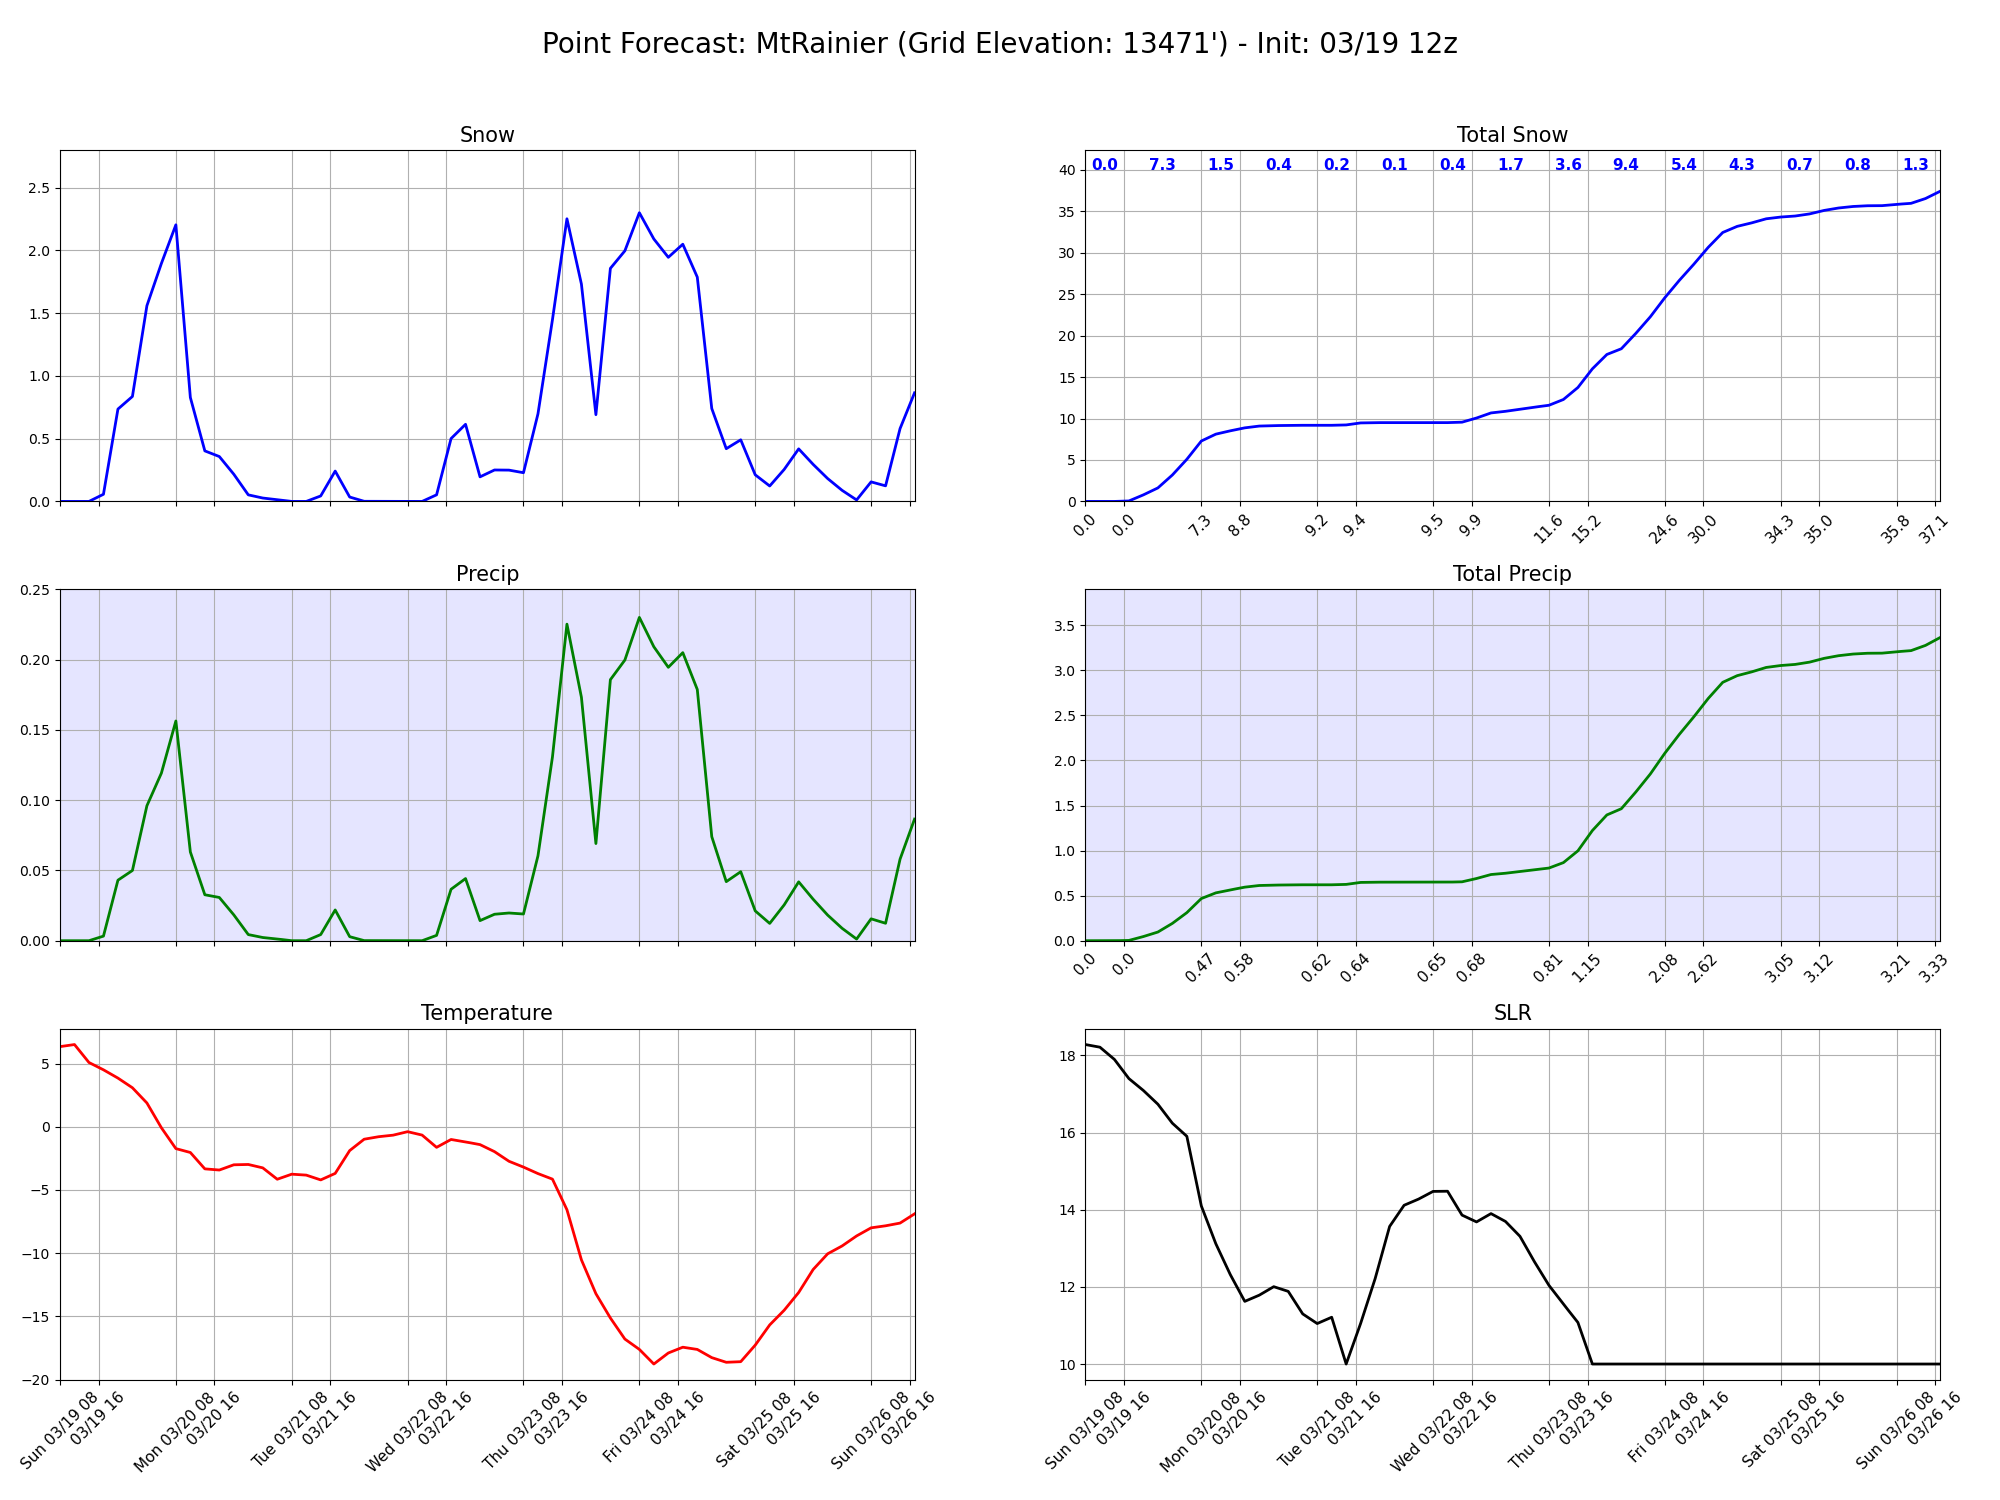 Point Forecast: MtRainier (Grid Elevation: 13471') - Init: 03/19 12z
Snow
2.5
2.0
1.5
1.0
0.5
0.0
Total Snow
0.0 7.3 1.5 0.4 0.2 0.1 0.4 1.7 3.6 9.4 5.4 4.3 0.7 0.8 1.3
40
35
30
25
20
15
10
5
0
0.0 0.0 7.3 8.8 9.2 9.4 9.5 9.9 11.6 15.2 24.6 30.0 34.3 35.0 35.8 37.1
Precip
0.25
0.20
0.15
0.10
0.05
0.00
Total Precip
3.5
3.0
2.5
2.0
1.5
1.0
0.5
0.0
0.0 0.0 0.47 0.58 0.62 0.64 0.65 0.68 0.81 1.15 2.08 2.62 3.05 3.12 3.21 3.33
Temperature
5
0
−5
−10
−15
−20
Sun 03/19 08
03/19 16
Mon 03/20 08
03/20 16
Tue 03/21 08
03/21 16
Wed 03/22 08
03/22 16
Thu 03/23 08
03/23 16
Fri 03/24 08
03/24 16
Sat 03/25 08
03/25 16
Sun 03/26 08
03/26 16
SLR
18
16
14
12
10
Sun 03/19 08
03/19 16
Mon 03/20 08
03/20 16
Tue 03/21 08
03/21 16
Wed 03/22 08
03/22 16
Thu 03/23 08
03/23 16
Fri 03/24 08
03/24 16
Sat 03/25 08
03/25 16
Sun 03/26 08
03/26 16